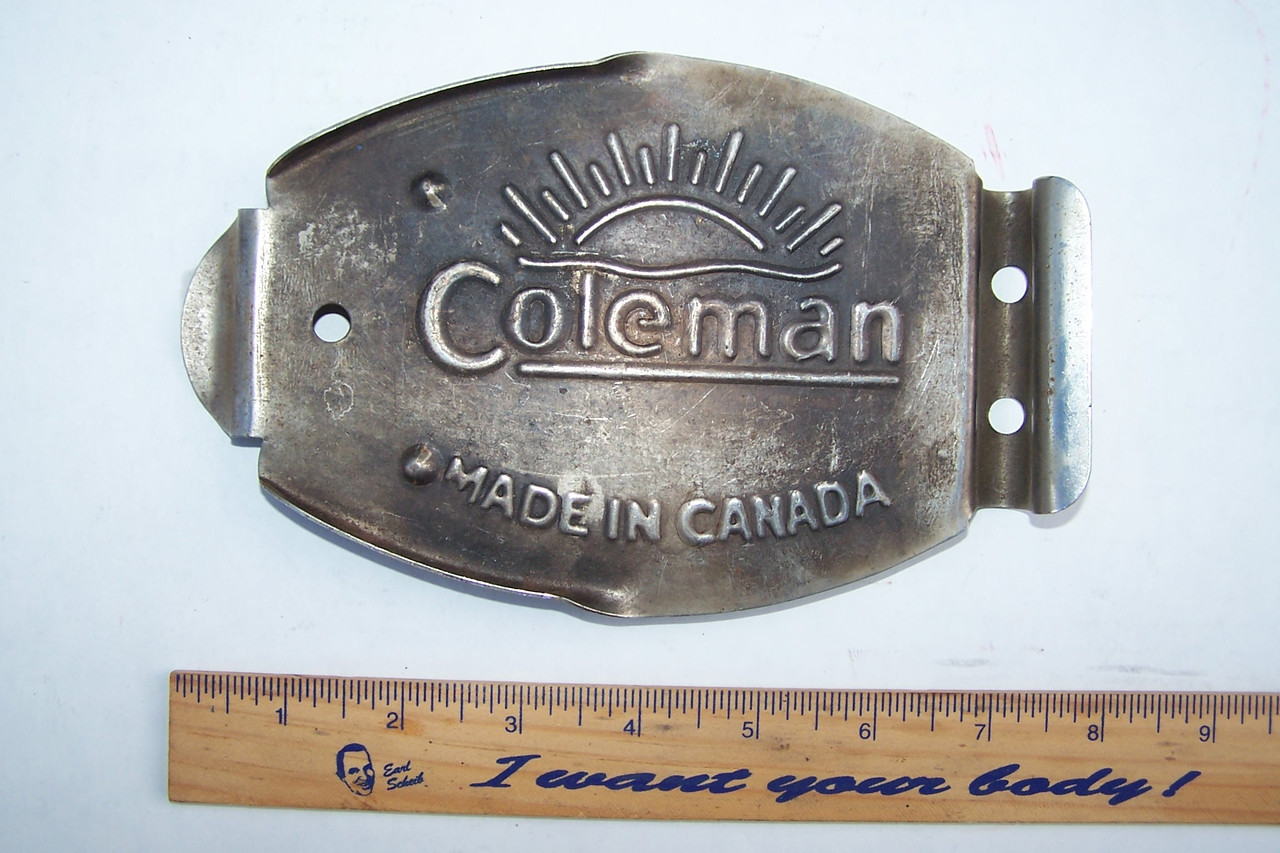 Coleman
MADE IN CANADA
1 2 3 4 5 6 7 8 9
Earl
Scheib
I want your body!